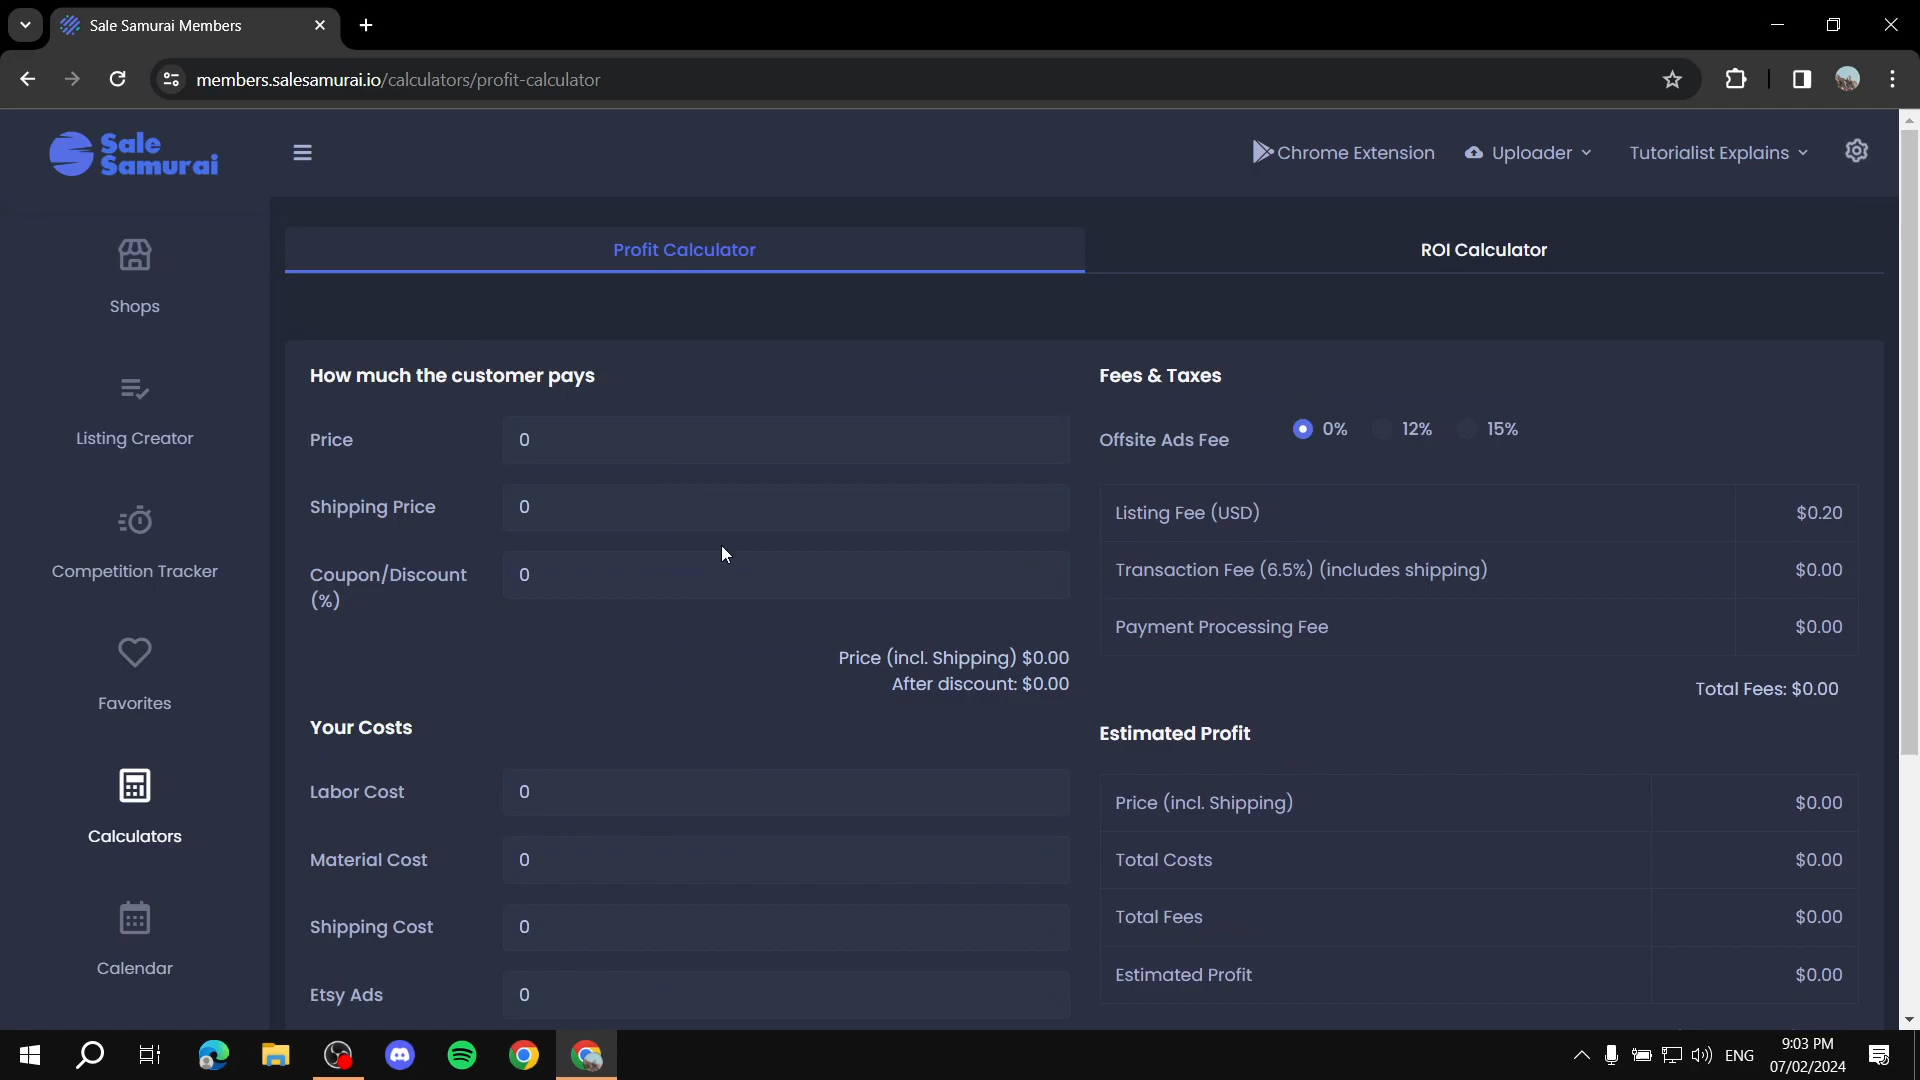 Sale Samurai Members
members.salesamurai.io/calculators/profit-calculator
Sale
Samurai
Chrome Extension
Uploader
Tutorialist Explains
Shops
Listing Creator
Competition Tracker
Favorites
Calculators
Calendar
Profit Calculator
ROI Calculator
How much the customer pays
Price 0
Shipping Price 0
Coupon/Discount 0
(%)
Price (incl. Shipping) $0.00
After discount: $0.00
Your Costs
Labor Cost 0
Material Cost 0
Shipping Cost 0
Etsy Ads 0
Fees & Taxes
Offsite Ads Fee 0% 12% 15%
Listing Fee (USD) $0.20
Transaction Fee (6.5%) (includes shipping) $0.00
Payment Processing Fee $0.00
Total Fees: $0.00
Estimated Profit
Price (incl. Shipping) $0.00
Total Costs $0.00
Total Fees $0.00
Estimated Profit $0.00
ENG
9:03 PM
07/02/2024